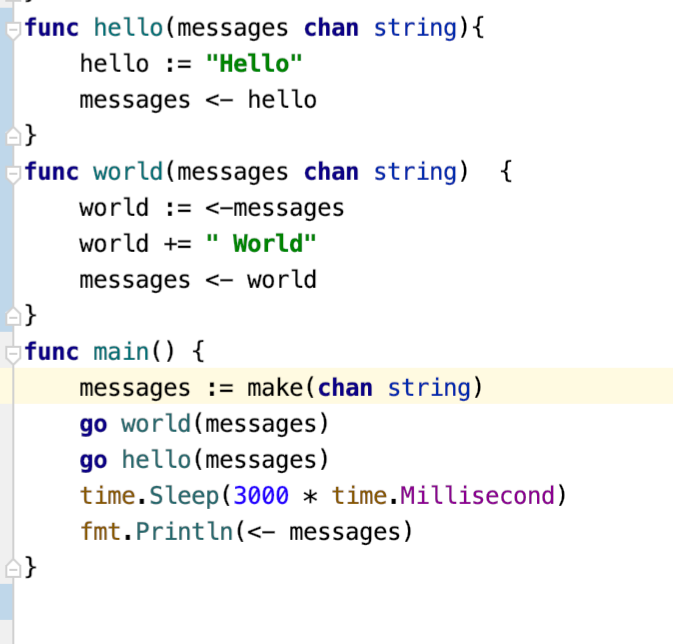 func hello(messages chan string){
    hello := "Hello"
    messages <- hello
}
func world(messages chan string)  {
    world := <-messages
    world += " World"
    messages <- world
}
func main() {
    messages := make(chan string)
    go world(messages)
    go hello(messages)
    time.Sleep(3000 * time.Millisecond)
    fmt.Println(<- messages)
}